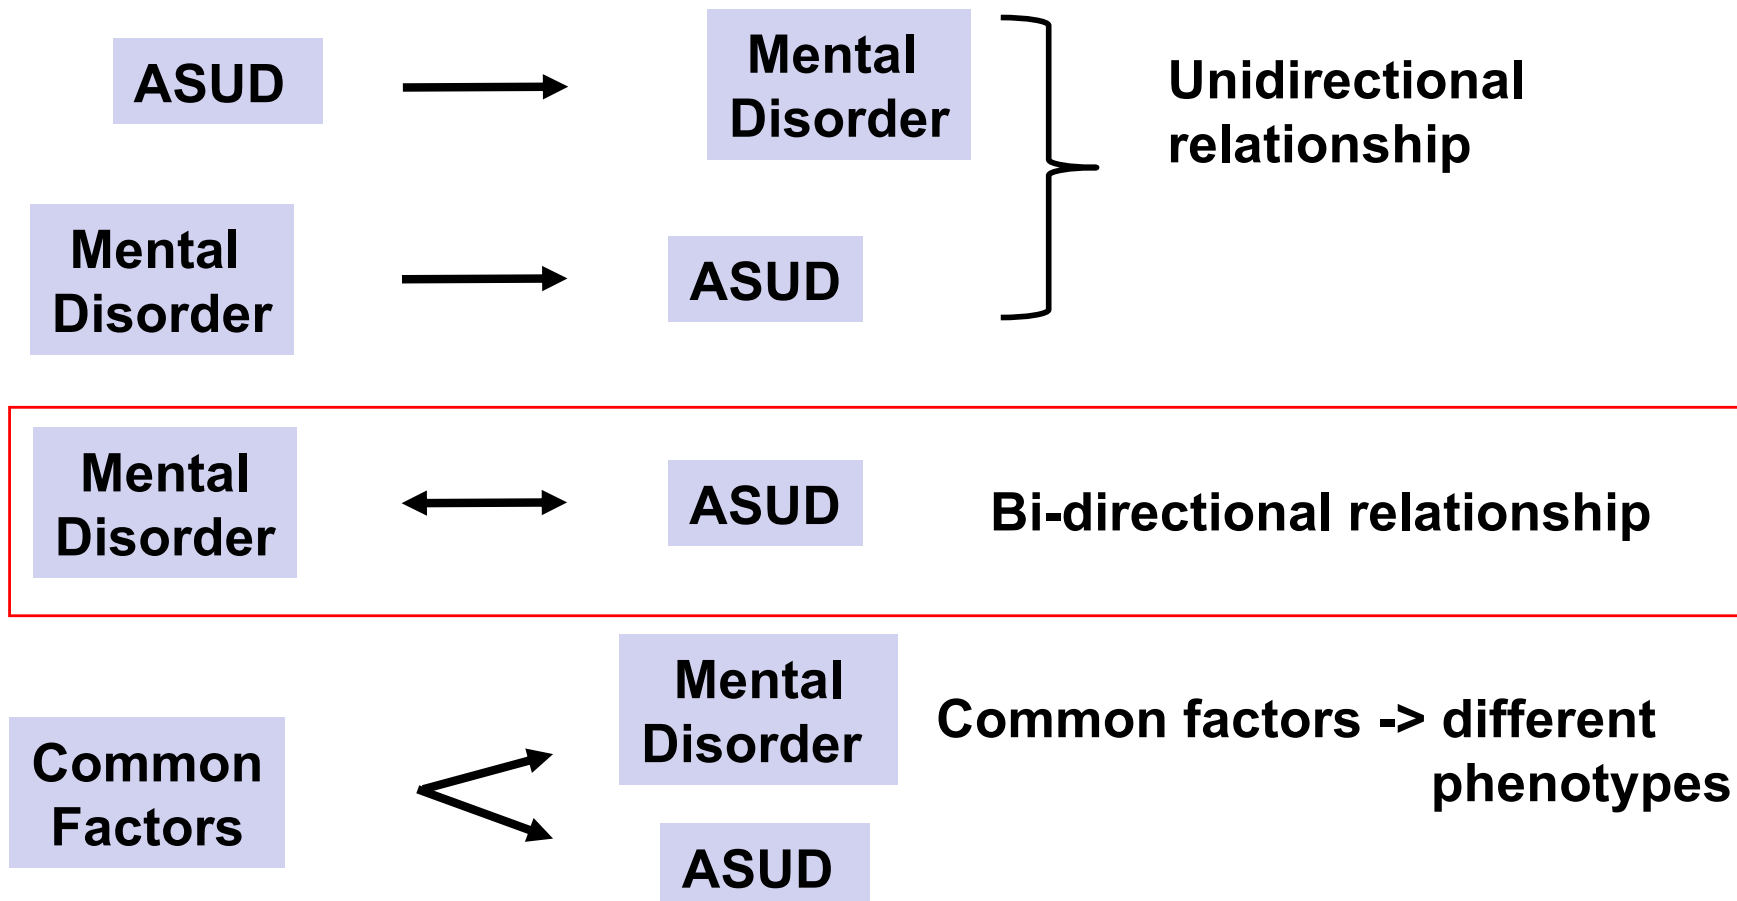 ASUD
Mental
Disorder
Unidirectional
relationship
Mental
Disorder
ASUD
Mental
Disorder
ASUD
Bi-directional relationship
Common
Factors
Mental
Disorder
ASUD
Common factors -> different
phenotypes